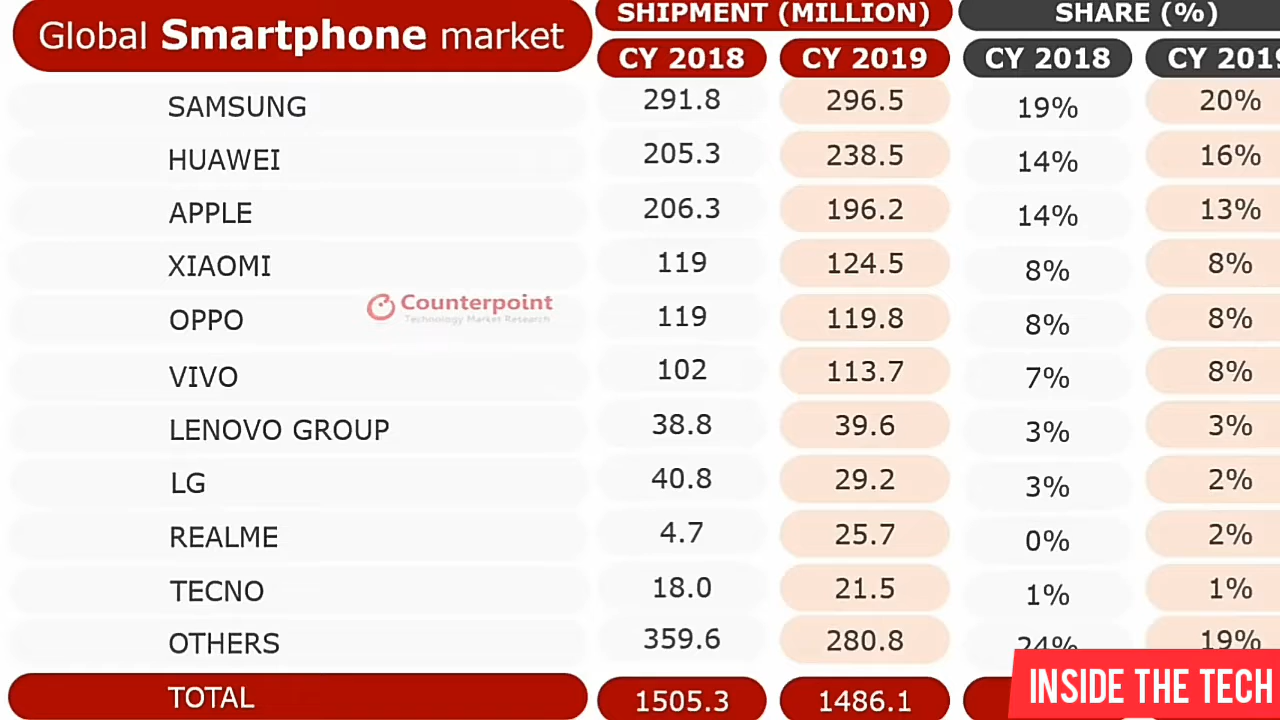 Global Smartphone market SHIPMENT (MILLION) SHARE (%)
CY 2018 CY 2019 CY 2018 CY 2019
SAMSUNG 291.8 296.5 19% 20%
HUAWEI 205.3 238.5 14% 16%
APPLE 206.3 196.2 14% 13%
XIAOMI 119 124.5 8% 8%
Counterpoint
Technology Market Research
OPPO 119 119.8 8% 8%
VIVO 102 113.7 7% 8%
LENOVO GROUP 38.8 39.6 3% 3%
LG 40.8 29.2 3% 2%
REALME 4.7 25.7 0% 2%
TECNO 18.0 21.5 1% 1%
OTHERS 359.6 280.8 24% 19%
TOTAL 1505.3 1486.1
INSIDE THE TECH